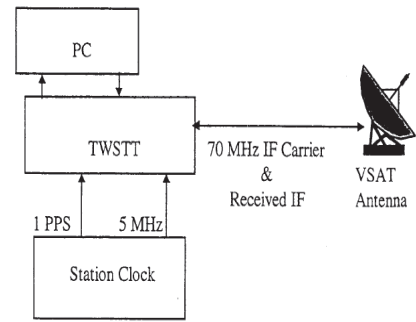 PC
TWSTT
70 MHz IF Carrier
&
Received IF
VSAT
Antenna
1 PPS
5 MHz
Station Clock